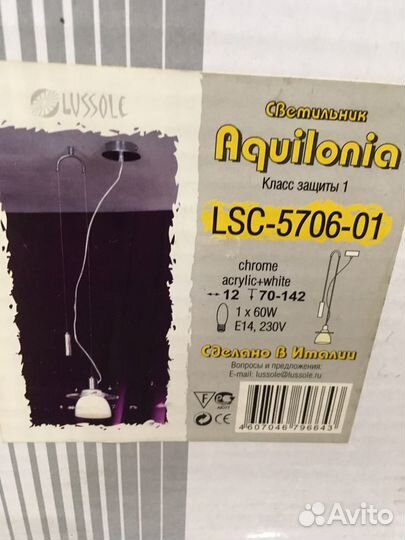 LUSSOLE
Светильник
Aquilonia
Класс защиты 1
LSC-5706-01
chrome
acrylic+white
12 70-142
1 x 60W
E14, 230V
Сделано В Италии
Вопросы и предложения:
E-mail: lussole@lussole.ru
F
CE
4607046796643
Avito